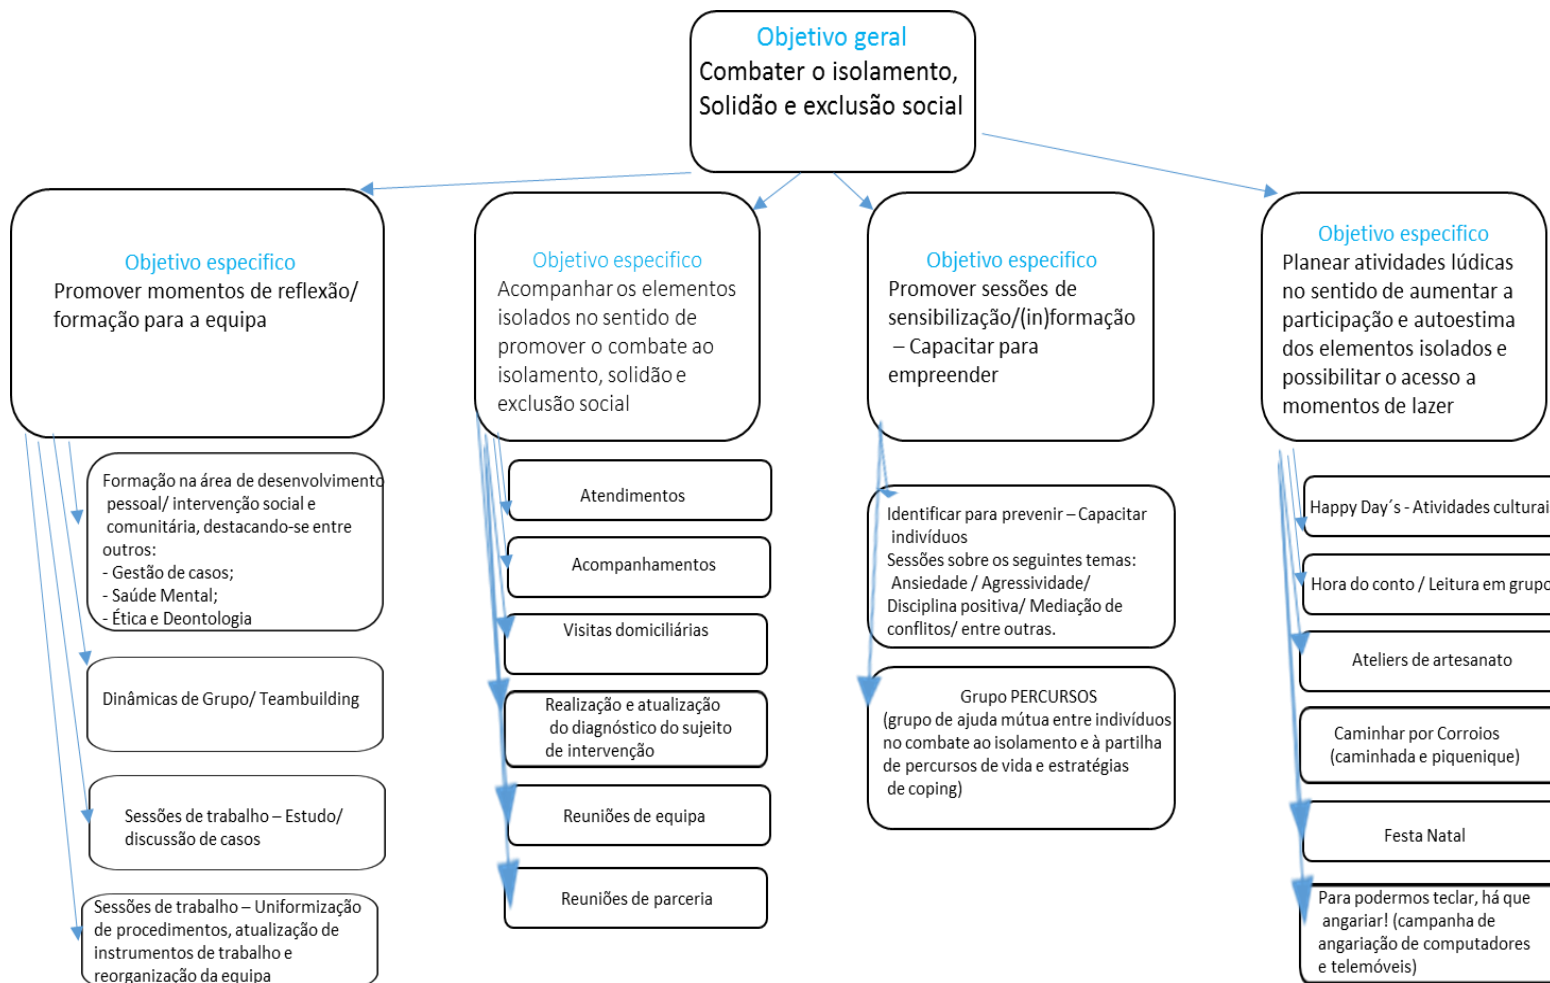 Objetivo geral
Combater o isolamento,
Solidão e exclusão social
Objetivo especifico
Promover momentos de reflexão/
formação para a equipa
Formação na área de desenvolvimento
pessoal/ intervenção social e
comunitária, destacando-se entre
outros:
- Gestão de casos;
- Saúde Mental;
- Ética e Deontologia
Dinâmicas de Grupo/ Teambuilding
Sessões de trabalho – Estudo/
discussão de casos
Sessões de trabalho – Uniformização
de procedimentos, atualização de
instrumentos de trabalho e
reorganização da equipa
Objetivo especifico
Acompanhar os elementos
isolados no sentido de
promover o combate ao
isolamento, solidão e
exclusão social
Atendimentos
Acompanhamentos
Visitas domiciliárias
Realização e atualização
do diagnóstico do sujeito
de intervenção
Reuniões de equipa
Reuniões de parceria
Objetivo especifico
Promover sessões de
sensibilização/(in)formação
– Capacitar para
empreender
Identificar para prevenir – Capacitar
indivíduos
Sessões sobre os seguintes temas:
Ansiedade / Agressividade/
Disciplina positiva/ Mediação de
conflitos/ entre outras.
Grupo PERCURSOS
(grupo de ajuda mútua entre indivíduos
no combate ao isolamento e à partilha
de percursos de vida e estratégias
de coping)
Objetivo especifico
Planear atividades lúdicas
no sentido de aumentar a
participação e autoestima
dos elementos isolados e
possibilitar o acesso a
momentos de lazer
Happy Day´s - Atividades culturai
Hora do conto / Leitura em grupo
Ateliers de artesanato
Caminhar por Corroios
(caminhada e piquenique)
Festa Natal
Para podermos teclar, há que
angariar! (campanha de
angariação de computadores
e telemóveis)